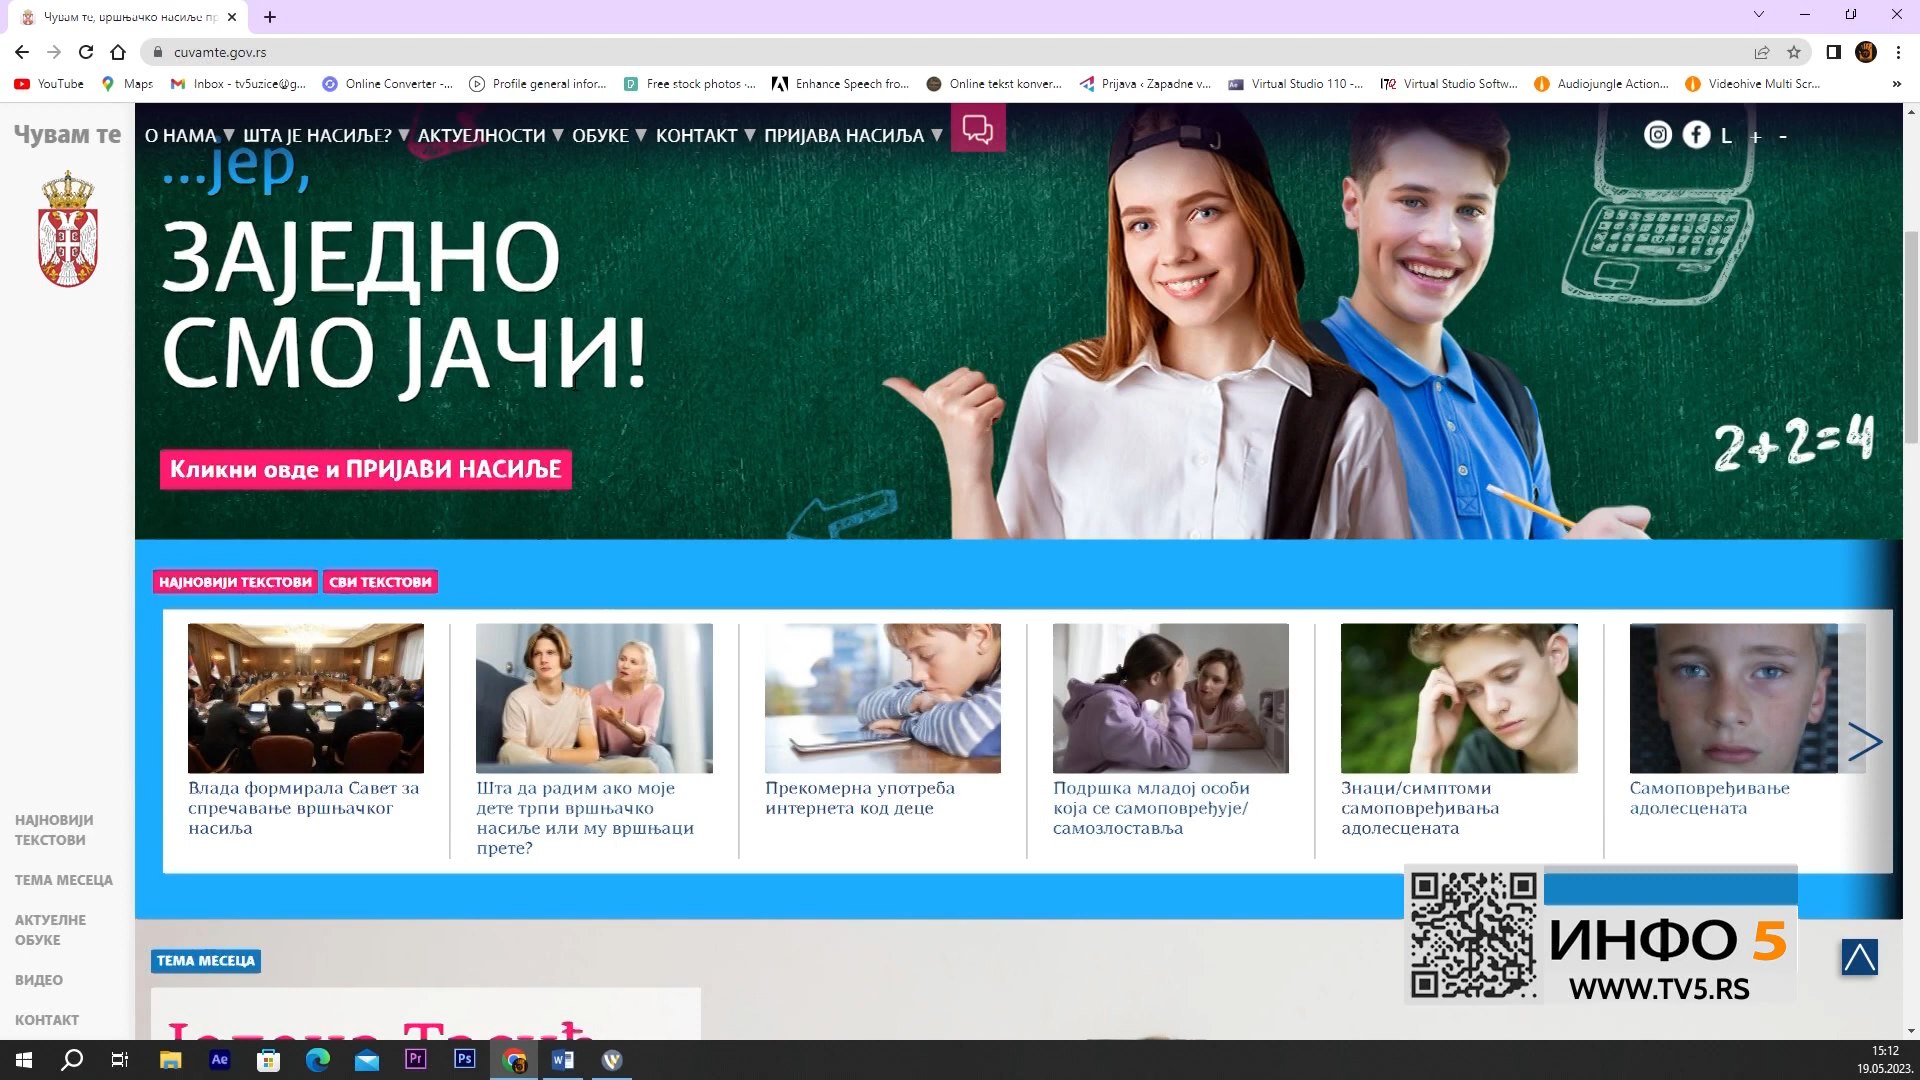 Чувам те, вршњачко насиље пр
cuvamte.gov.rs
YouTube
Maps
Inbox - tv5uzice@g...
Online Converter -...
Profile general infor...
Free stock photos -...
Enhance Speech fro...
Online tekst konver...
Prijava ‹ Zapadne v...
Virtual Studio 110 -...
Virtual Studio Softw...
Audiojungle Action...
Videohive Multi Scr...
Чувам те
О НАМА
ШТА ЈЕ НАСИЉЕ?
АКТУЕЛНОСТИ
ОБУКЕ
КОНТАКТ
ПРИЈАВА НАСИЉА
L + -
...јер,
ЗАЈЕДНО
СМО ЈАЧИ!
2+2=4
Кликни овде и ПРИЈАВИ НАСИЉЕ
НАЈНОВИЈИ ТЕКСТОВИ
СВИ ТЕКСТОВИ
Влада формирала Савет за
спречавање вршњачког
насиља
Шта да радим ако моје
дете трпи вршњачко
насиље или му вршњаци
прете?
Прекомерна употреба
интернета код деце
Подршка младој особи
која се самоповређује/
самозлоставља
Знаци/симптоми
самоповређивања
адолесцената
Самоповређивање
адолесцената
НАЈНОВИЈИ
ТЕКСТОВИ
ТЕМА МЕСЕЦА
АКТУЕЛНЕ
ОБУКЕ
ВИДЕО
КОНТАКТ
ТЕМА МЕСЕЦА
ИНФО 5
WWW.TV5.RS
Ae
Pr
Ps
W
15:12
19.05.2023.